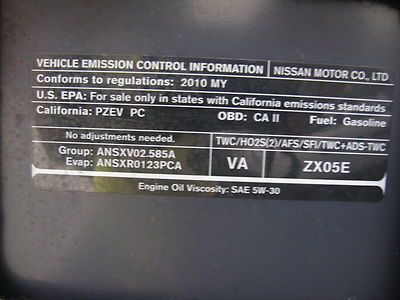 VEHICLE EMISSION CONTROL INFORMATION NISSAN MOTOR CO., LTD
Conforms to regulations: 2010 MY
U.S. EPA: For sale only in states with California emissions standards
California: PZEV PC OBD: CA II Fuel: Gasoline
No adjustments needed. TWC/HO2S(2)/AFS/SFI/TWC+ADS-TWC
Group: ANSXV02.585A
Evap: ANSXR0123PCA
VA ZX05E
Engine Oil Viscosity: SAE 5W-30